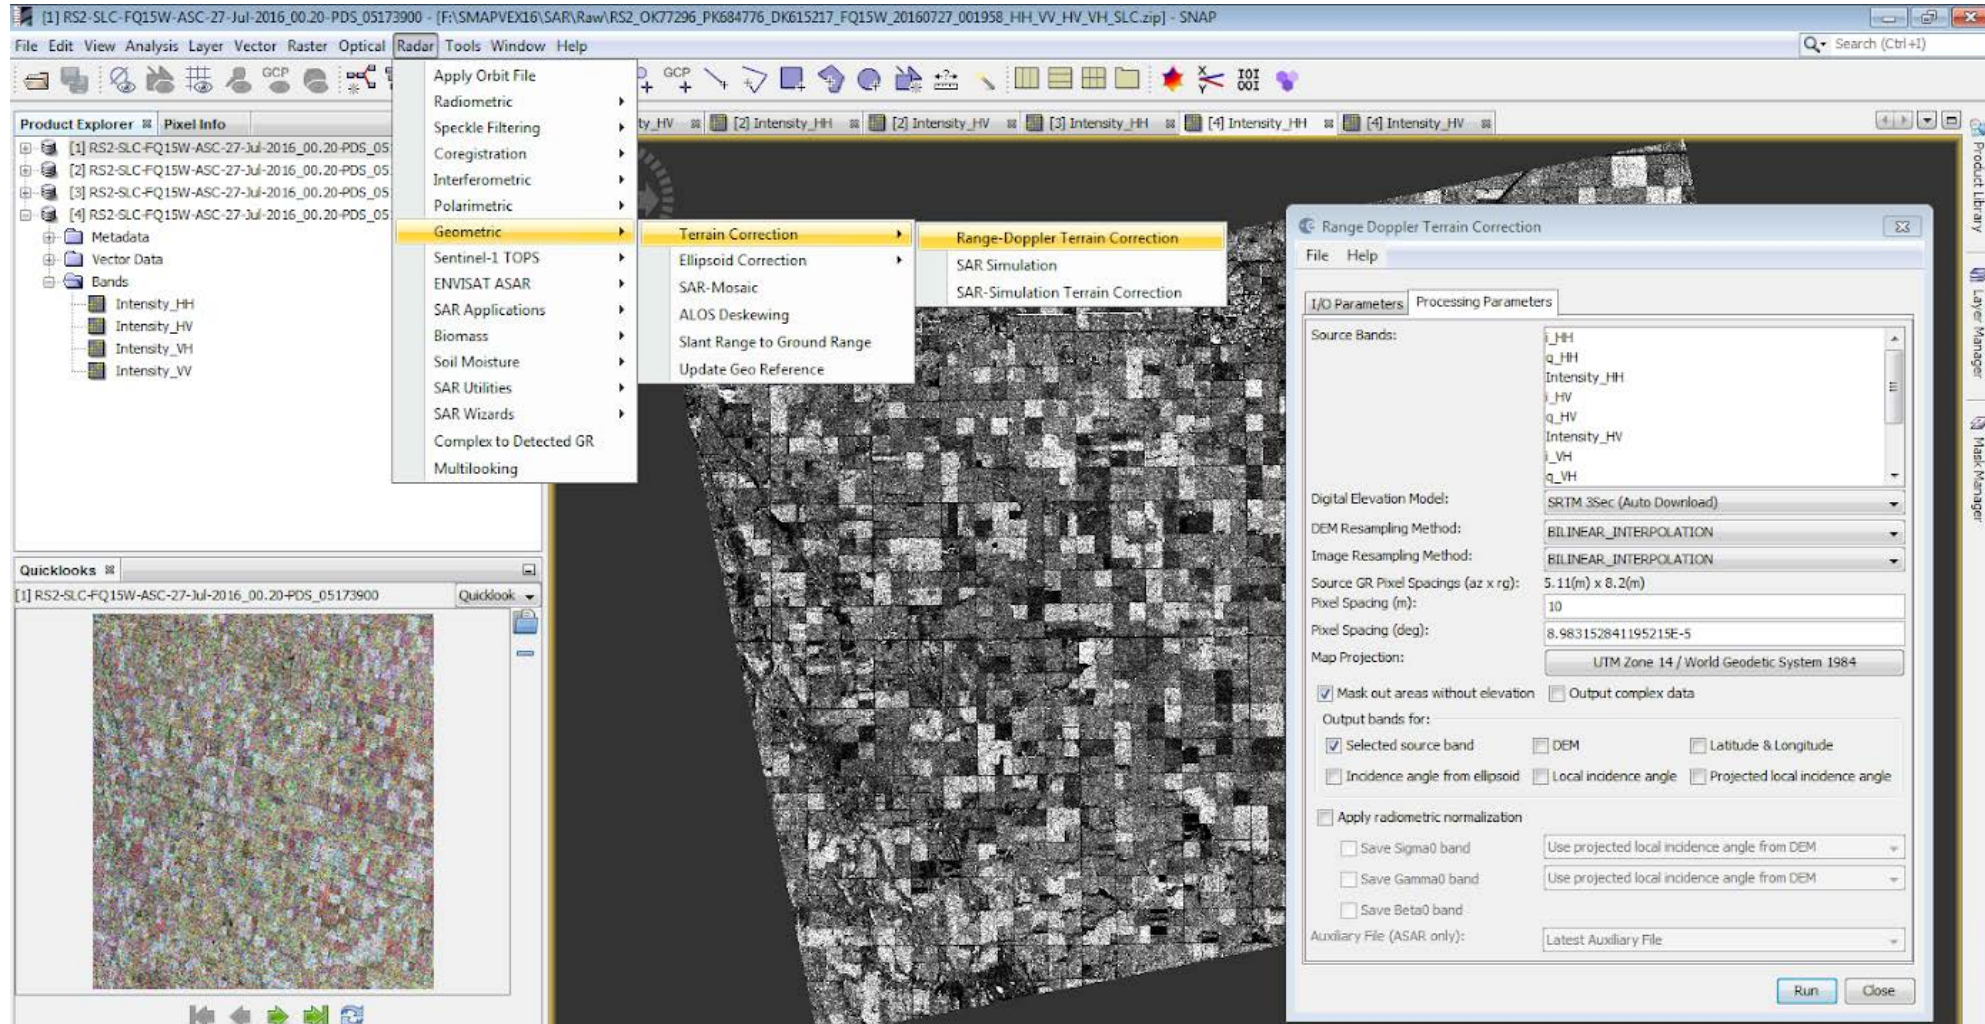 [1] RS2-SLC-FQ15W-ASC-27-Jul-2016_00.20-PDS_05173900 - [F:\SMAPVEX16\SAR\Raw\RS2_OK77296_PK684776_DK615217_FQ15W_20160727_001958_HH_VV_HV_VH_SLC.zip] - SNAP
File Edit View Analysis Layer Vector Raster Optical Radar Tools Window Help
Search (Ctrl+I)
GCP
GCP
Product Explorer Pixel Info
ty_HV [2] Intensity_HH [2] Intensity_HV [3] Intensity_HH [4] Intensity_HH [4] Intensity_HV
[1] RS2-SLC-FQ15W-ASC-27-Jul-2016_00.20-PDS_05
[2] RS2-SLC-FQ15W-ASC-27-Jul-2016_00.20-PDS_05
[3] RS2-SLC-FQ15W-ASC-27-Jul-2016_00.20-PDS_05
[4] RS2-SLC-FQ15W-ASC-27-Jul-2016_00.20-PDS_05
Metadata
Vector Data
Bands
Intensity_HH
Intensity_HV
Intensity_VH
Intensity_VV
Apply Orbit File
Radiometric
Speckle Filtering
Coregistration
Interferometric
Polarimetric
Geometric
Sentinel-1 TOPS
ENVISAT ASAR
SAR Applications
Biomass
Soil Moisture
SAR Utilities
SAR Wizards
Complex to Detected GR
Multilooking
Terrain Correction
Ellipsoid Correction
SAR-Mosaic
ALOS Deskewing
Slant Range to Ground Range
Update Geo Reference
Range-Doppler Terrain Correction
SAR Simulation
SAR-Simulation Terrain Correction
Quicklooks
[1] RS2-SLC-FQ15W-ASC-27-Jul-2016_00.20-PDS_05173900 Quicklook
Range Doppler Terrain Correction
File Help
I/O Parameters Processing Parameters
Source Bands:
i_HH
q_HH
Intensity_HH
i_HV
q_HV
Intensity_HV
i_VH
q_VH
Digital Elevation Model: SRTM 3Sec (Auto Download)
DEM Resampling Method: BILINEAR_INTERPOLATION
Image Resampling Method: BILINEAR_INTERPOLATION
Source GR Pixel Spacings (az x rg): 5.11(m) x 8.2(m)
Pixel Spacing (m): 10
Pixel Spacing (deg): 8.983152841195215E-5
Map Projection: UTM Zone 14 / World Geodetic System 1984
Mask out areas without elevation Output complex data
Output bands for:
Selected source band DEM Latitude & Longitude
Incidence angle from ellipsoid Local incidence angle Projected local incidence angle
Apply radiometric normalization
Save Sigma0 band Use projected local incidence angle from DEM
Save Gamma0 band Use projected local incidence angle from DEM
Save Beta0 band
Auxiliary File (ASAR only): Latest Auxiliary File
Run Close
Product Library
Layer Manager
Mask Manager